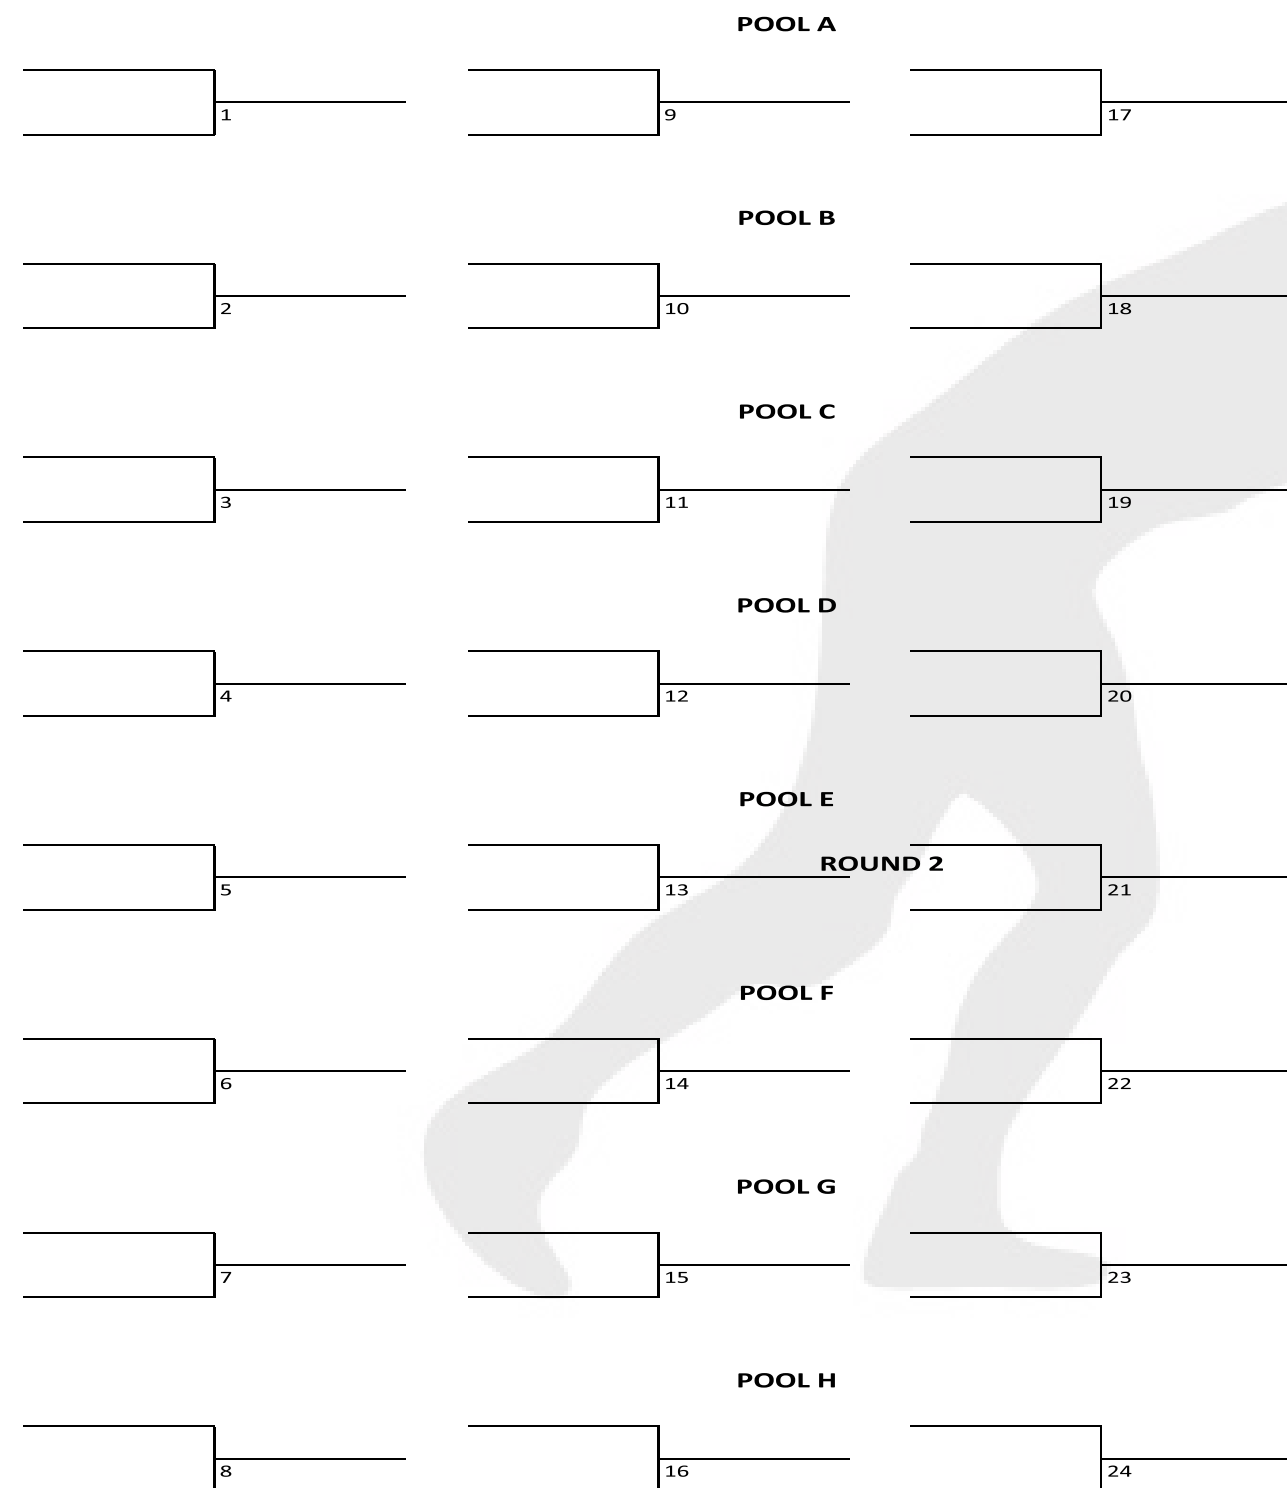 POOL A
1 9 17
POOL B
2 10 18
POOL C
3 11 19
POOL D
4 12 20
POOL E
ROUND 2
5 13 21
POOL F
6 14 22
POOL G
7 15 23
POOL H
8 16 24